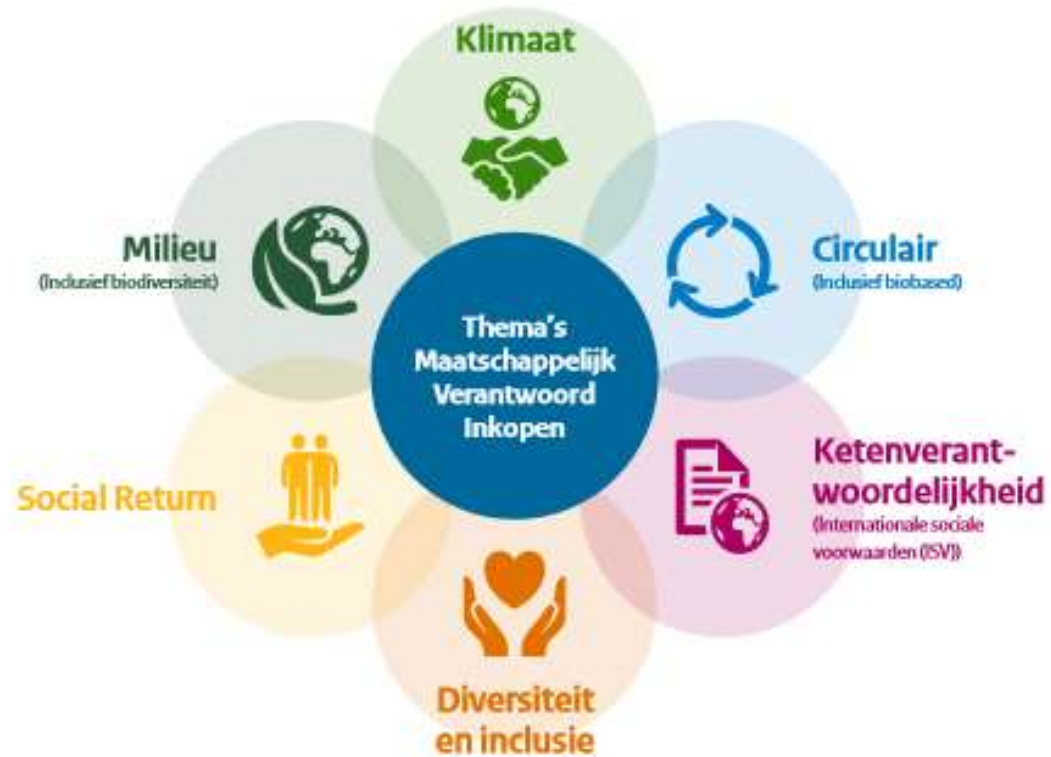 Klimaat
Milieu
(Inclusief biodiversiteit)
Circulair
(Inclusief biobased)
Thema's
Maatschappelijk
Verantwoord
Inkopen
Social Return
Ketenverant-
woordelijkheid
(Internationale sociale
voorwaarden (ISV))
Diversiteit
en inclusie